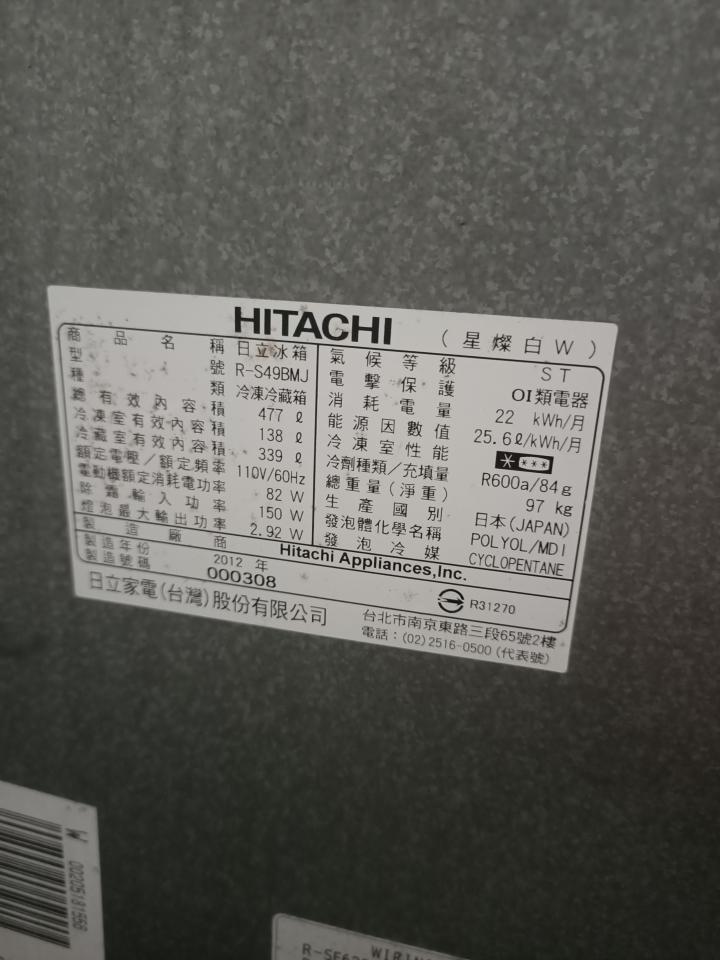 HITACHI （星燦白W）
商品名稱 日立冰箱
型號 R-S49BMJ
種類 冷凍冷藏箱
總有效內容積 477 ℓ
冷凍室有效內容積 138 ℓ
冷藏室有效內容積 339 ℓ
額定電壓/額定頻率 110V/60Hz
電動機額定消耗電功率 82 W
除霜輸入功率 150 W
燈泡最大輸出功率 2.92 W
氣候等級 ST
電擊保護 OI類電器
消耗電量 22 kWh/月
能源因數值 25.6ℓ/kWh/月
冷凍室性能 * ***
冷劑種類/充填量 R600a/84g
總重量(淨重) 97 kg
生產國別 日本(JAPAN)
發泡體化學名稱 POLYOL/MDI
發泡冷媒 CYCLOPENTANE
製造廠商 Hitachi Appliances,Inc.
製造年份 2012 年
製造號碼 000308
R31270
日立家電(台灣)股份有限公司
台北市南京東路三段65號2樓
電話：(02)2516-0500(代表號)
W